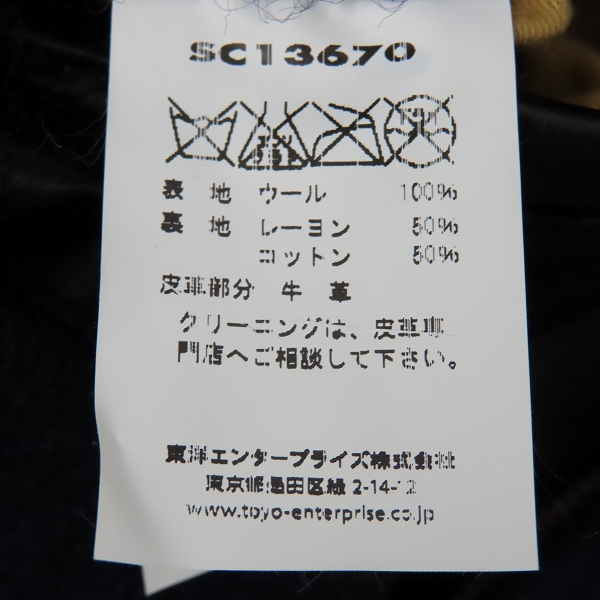 SC13670
表 地 ウール 100%
裏 地 レーヨン 50%
コットン 50%
皮革部分 牛 革
クリーニングは、皮革専
門店へご相談して下さい。
東洋エンタープライズ株式会社
東京都墨田区緑 2-14-12
www.toyo-enterprise.co.jp